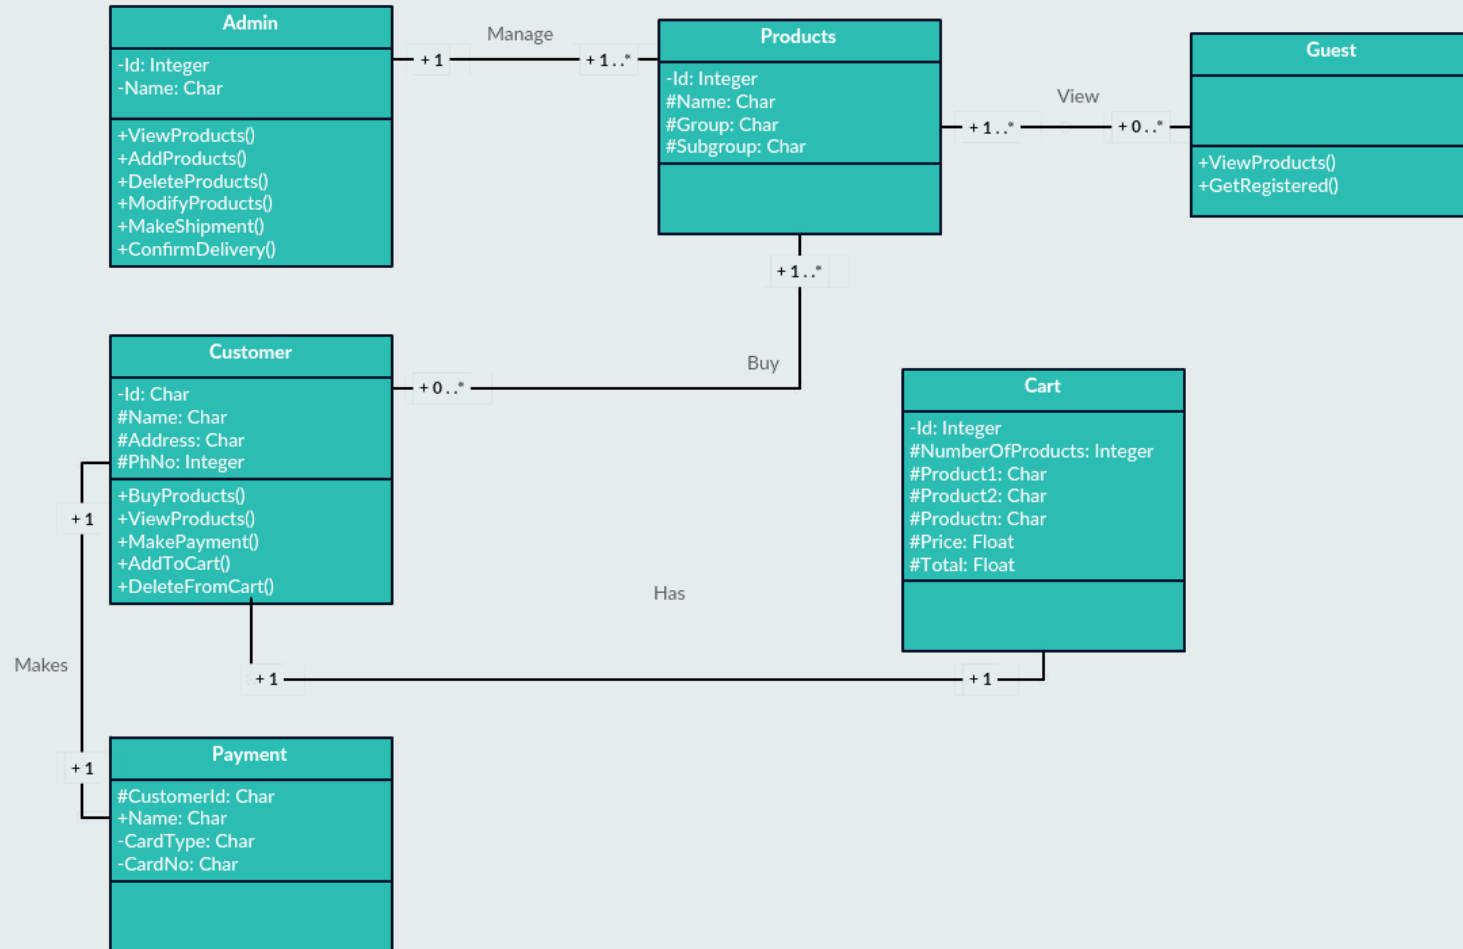 Admin
-Id: Integer
-Name: Char
+ViewProducts()
+AddProducts()
+DeleteProducts()
+ModifyProducts()
+MakeShipment()
+ConfirmDelivery()
Manage
+ 1
+ 1..*
Products
-Id: Integer
#Name: Char
#Group: Char
#Subgroup: Char
View
+ 1..*
+ 0..*
Guest
+ViewProducts()
+GetRegistered()
+ 1..*
Buy
+ 0..*
Customer
-Id: Char
#Name: Char
#Address: Char
#PhNo: Integer
+BuyProducts()
+ViewProducts()
+MakePayment()
+AddToCart()
+DeleteFromCart()
Cart
-Id: Integer
#NumberOfProducts: Integer
#Product1: Char
#Product2: Char
#Productn: Char
#Price: Float
#Total: Float
Has
+ 1
+ 1
+ 1
Makes
+ 1
Payment
#CustomerId: Char
+Name: Char
-CardType: Char
-CardNo: Char